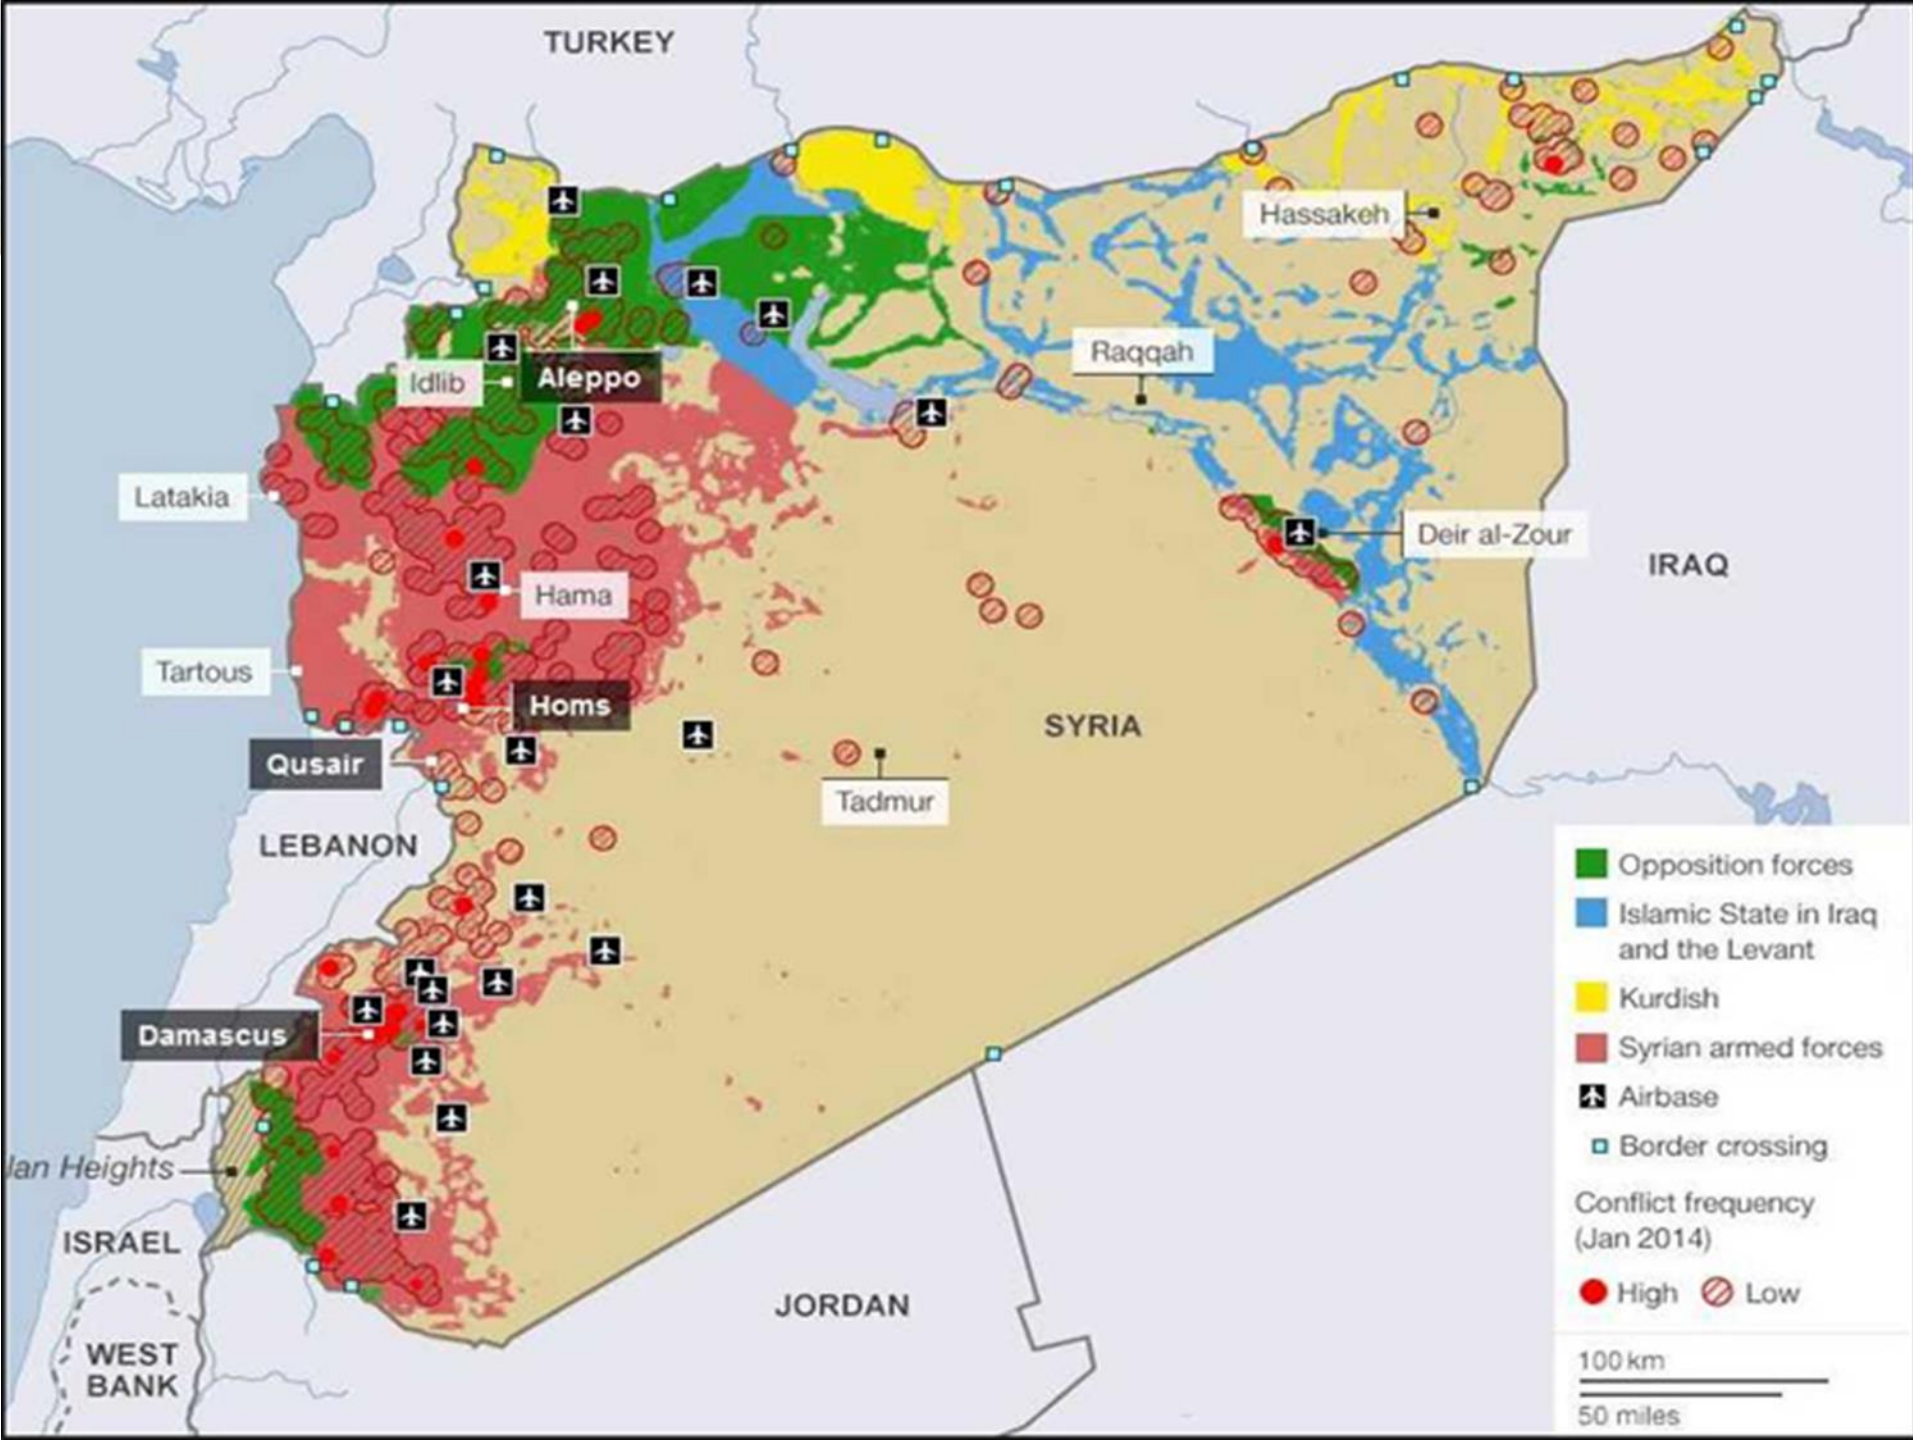 TURKEY
Hassakeh
Raqqah
Idlib
Aleppo
Latakia
Deir al-Zour
IRAQ
Hama
Tartous
Homs
SYRIA
Qusair
Tadmur
LEBANON
Damascus
lan Heights
ISRAEL
JORDAN
WEST
BANK
Opposition forces
Islamic State in Iraq
and the Levant
Kurdish
Syrian armed forces
Airbase
Border crossing
Conflict frequency
(Jan 2014)
High
Low
100 km
50 miles